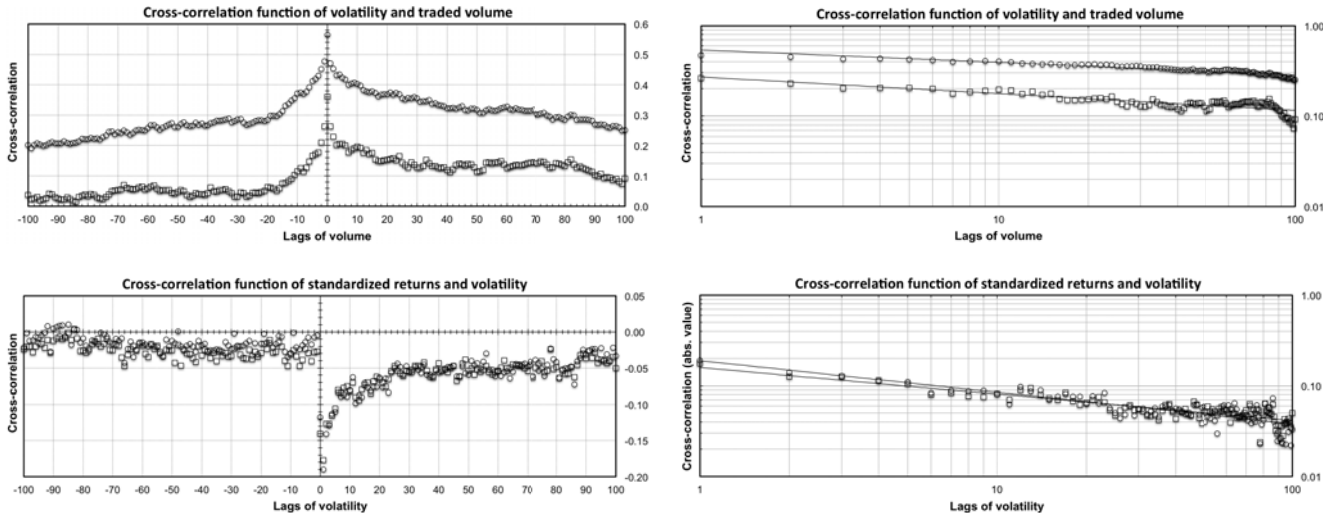 Cross-correlation function of volatility and traded volume
Cross-correlation
0.6
0.5
0.4
0.3
0.2
0.1
0.0
-100 -90 -80 -70 -60 -50 -40 -30 -20 -10 0 10 20 30 40 50 60 70 80 90 100
Lags of volume
Cross-correlation function of volatility and traded volume
Cross-correlation
1.00
0.10
0.01
1 10 100
Lags of volume
Cross-correlation function of standardized returns and volatility
Cross-correlation
0.05
0.00
-0.05
-0.10
-0.15
-0.20
-100 -90 -80 -70 -60 -50 -40 -30 -20 -10 0 10 20 30 40 50 60 70 80 90 100
Lags of volatility
Cross-correlation function of standardized returns and volatility
Cross-correlation (abs. value)
1.00
0.10
0.01
1 10 100
Lags of volatility